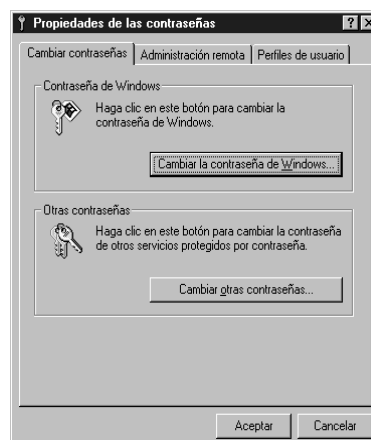 Propiedades de las contraseñas
Cambiar contraseñas Administración remota Perfiles de usuario
Contraseña de Windows
Haga clic en este botón para cambiar la
contraseña de Windows.
Cambiar la contraseña de Windows...
Otras contraseñas
Haga clic en este botón para cambiar la contraseña
de otros servicios protegidos por contraseña.
Cambiar otras contraseñas...
Aceptar Cancelar